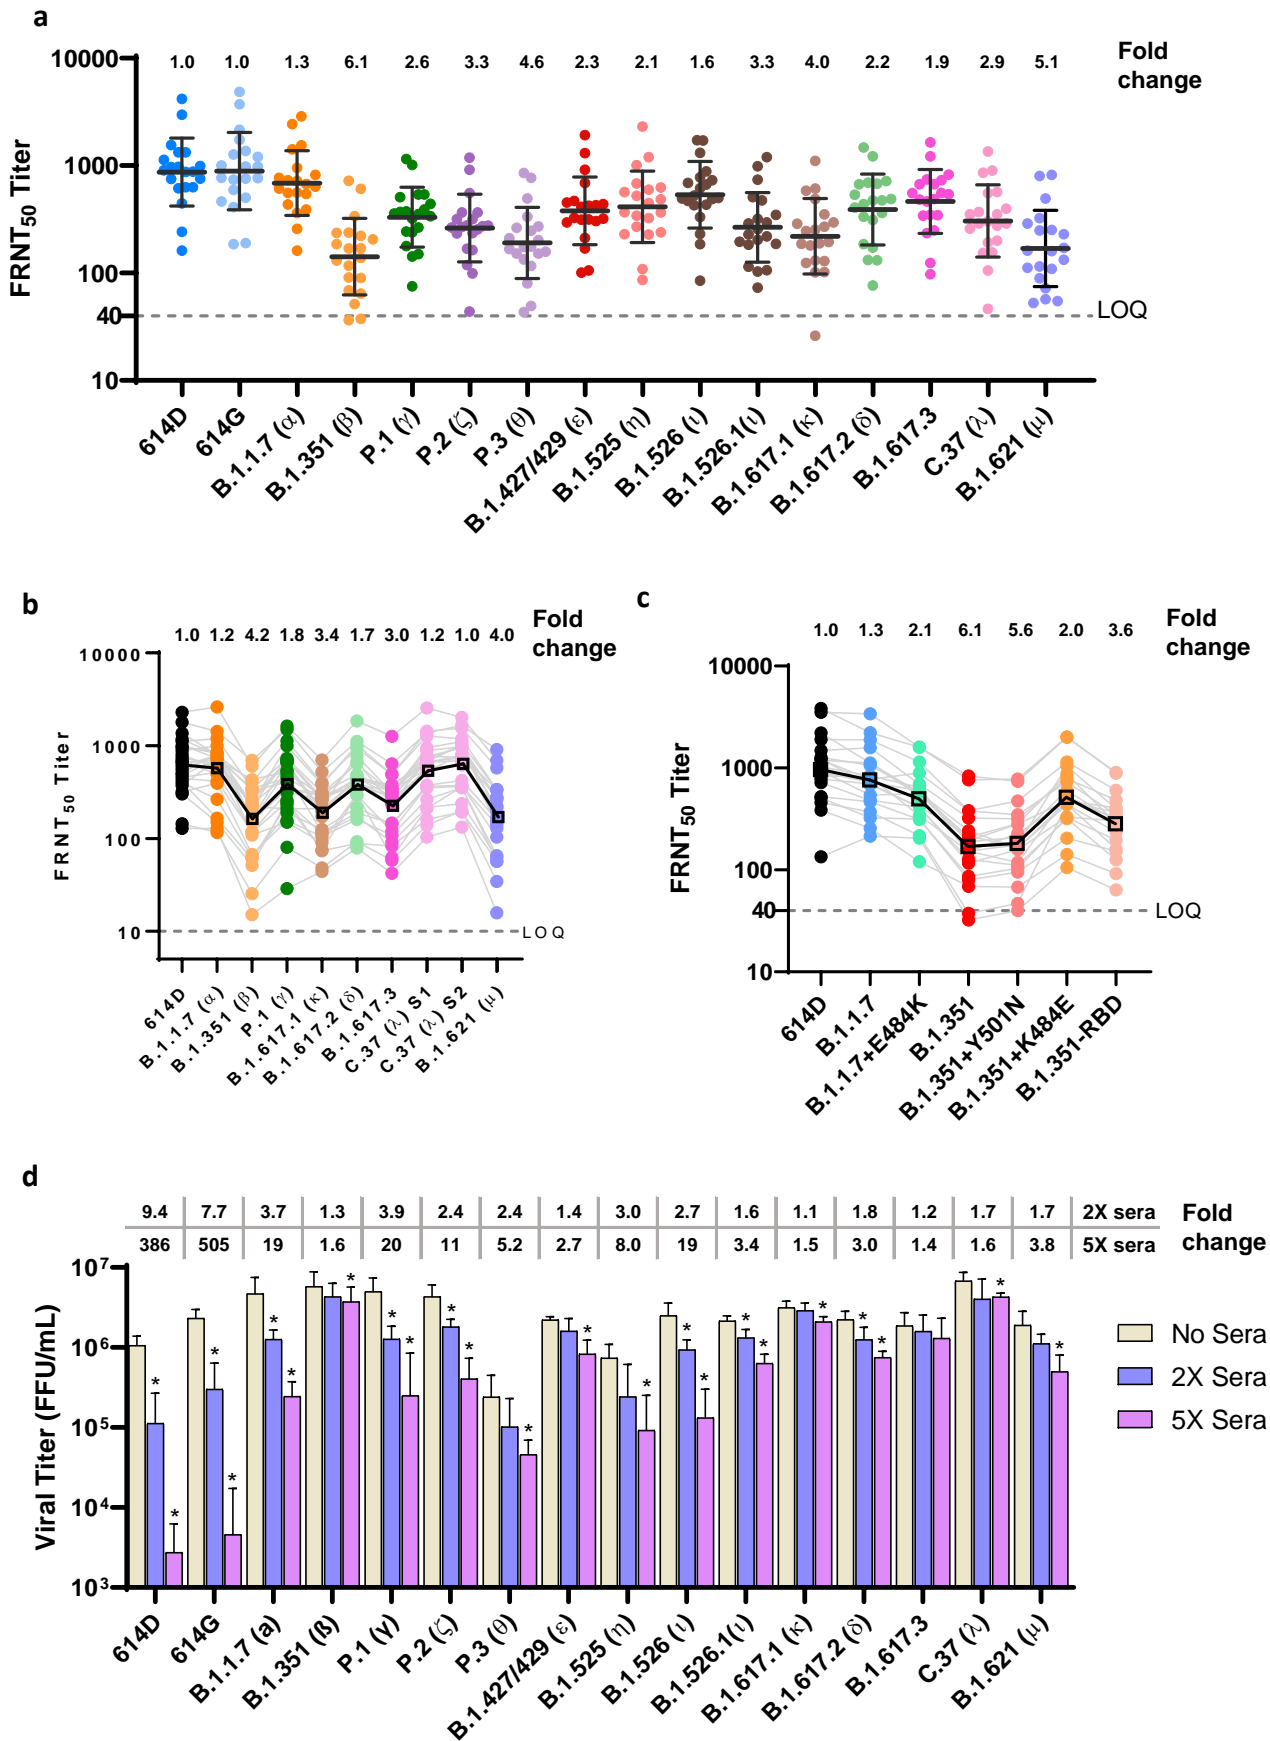 a
Fold change
1.0 1.0 1.3 6.1 2.6 3.3 4.6 2.3 2.1 1.6 3.3 4.0 2.2 1.9 2.9 5.1
FRNT50 Titer
10000
1000
100
40
10
LOQ
614D
614G
B.1.1.7 (α)
B.1.351 (β)
P.1 (γ)
P.2 (ζ)
P.3 (θ)
B.1.427/429 (ε)
B.1.525 (η)
B.1.526 (ι)
B.1.526.1(ι)
B.1.617.1 (κ)
B.1.617.2 (δ)
B.1.617.3
C.37 (λ)
B.1.621 (μ)
b
Fold
change
1.0 1.2 4.2 1.8 3.4 1.7 3.0 1.2 1.0 4.0
FRNT50 Titer
10000
1000
100
10
LOQ
614D
B.1.1.7 (α)
B.1.351 (β)
P.1 (γ)
B.1.617.1 (κ)
B.1.617.2 (δ)
B.1.617.3
C.37 (λ) S1
C.37 (λ) S2
B.1.621 (μ)
c
Fold
change
1.0 1.3 2.1 6.1 5.6 2.0 3.6
FRNT50 Titer
10000
1000
100
40
10
LOQ
614D
B.1.1.7
B.1.1.7+E484K
B.1.351
B.1.351+Y501N
B.1.351+K484E
B.1.351-RBD
d
9.4 7.7 3.7 1.3 3.9 2.4 2.4 1.4 3.0 2.7 1.6 1.1 1.8 1.2 1.7 1.7 2X sera
386 505 19 1.6 20 11 5.2 2.7 8.0 19 3.4 1.5 3.0 1.4 1.6 3.8 5X sera
Fold
change
Viral Titer (FFU/mL)
10⁷
10⁶
10⁵
10⁴
10³
* * * * * * * * * * * * * * * * * * * * * *
No Sera
2X Sera
5X Sera
614D
614G
B.1.1.7 (a)
B.1.351 (ß)
P.1 (γ)
P.2 (ζ)
P.3 (θ)
B.1.427/429 (ε)
B.1.525 (η)
B.1.526 (ι)
B.1.526.1(ι)
B.1.617.1 (κ)
B.1.617.2 (δ)
B.1.617.3
C.37 (λ)
B.1.621 (μ)